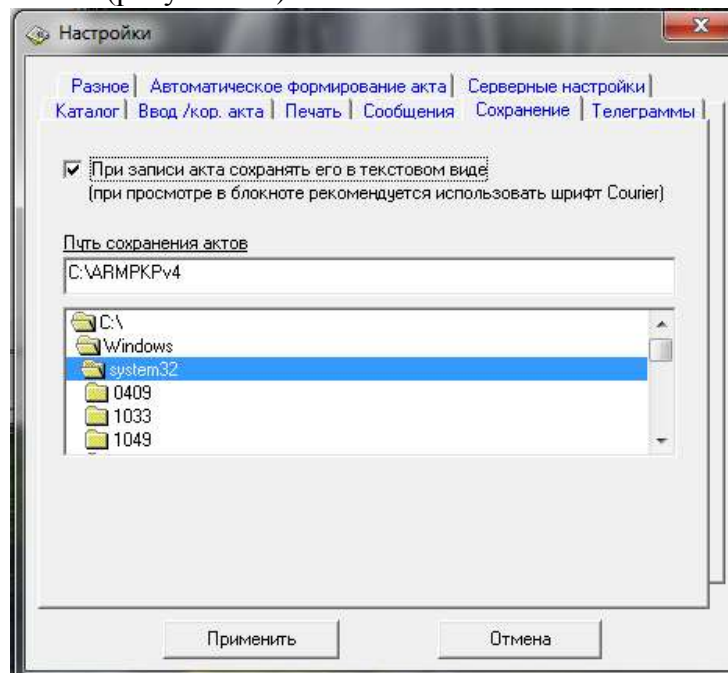 Настройки
Разное Автоматическое формирование акта Серверные настройки
Каталог Ввод /кор. акта Печать Сообщения Сохранение Телеграммы
При записи акта сохранять его в текстовом виде
(при просмотре в блокноте рекомендуется использовать шрифт Courier)
Путь сохранения актов
C:\ARMPKPv4
C:\
Windows
system32
0409
1033
1049
Применить Отмена